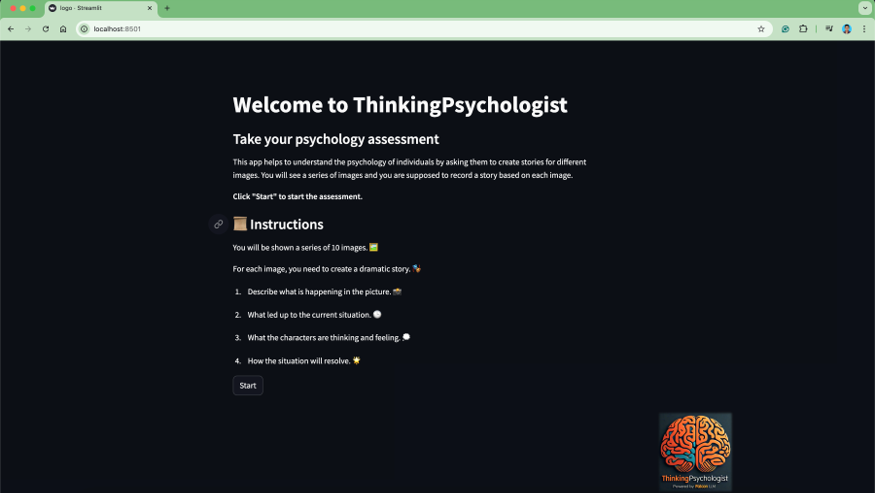 logo · Streamlit
localhost:8501
Welcome to ThinkingPsychologist
Take your psychology assessment
This app helps to understand the psychology of individuals by asking them to create stories for different
images. You will see a series of images and you are supposed to record a story based on each image.
Click "Start" to start the assessment.
Instructions
You will be shown a series of 10 images.
For each image, you need to create a dramatic story.
1. Describe what is happening in the picture.
2. What led up to the current situation.
3. What the characters are thinking and feeling.
4. How the situation will resolve.
Start
ThinkingPsychologist
Powered by